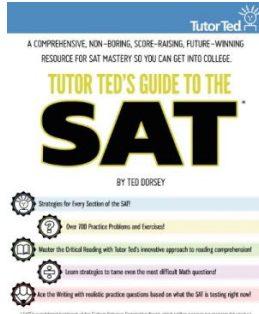 Tutor Ted
A COMPREHENSIVE, NON-BORING, SCORE-RAISING, FUTURE-WINNING
RESOURCE FOR SAT MASTERY SO YOU CAN GET INTO COLLEGE.
TUTOR TED'S GUIDE TO THE
SAT
BY TED DORSEY
Strategies for Every Section of the SAT!
Over 700 Practice Problems and Exercises!
Master the Critical Reading with Tutor Ted's innovative approach to reading comprehension!
Learn strategies to tame even the most difficult Math questions!
Ace the Writing with realistic practice questions based on what the SAT is testing right now!